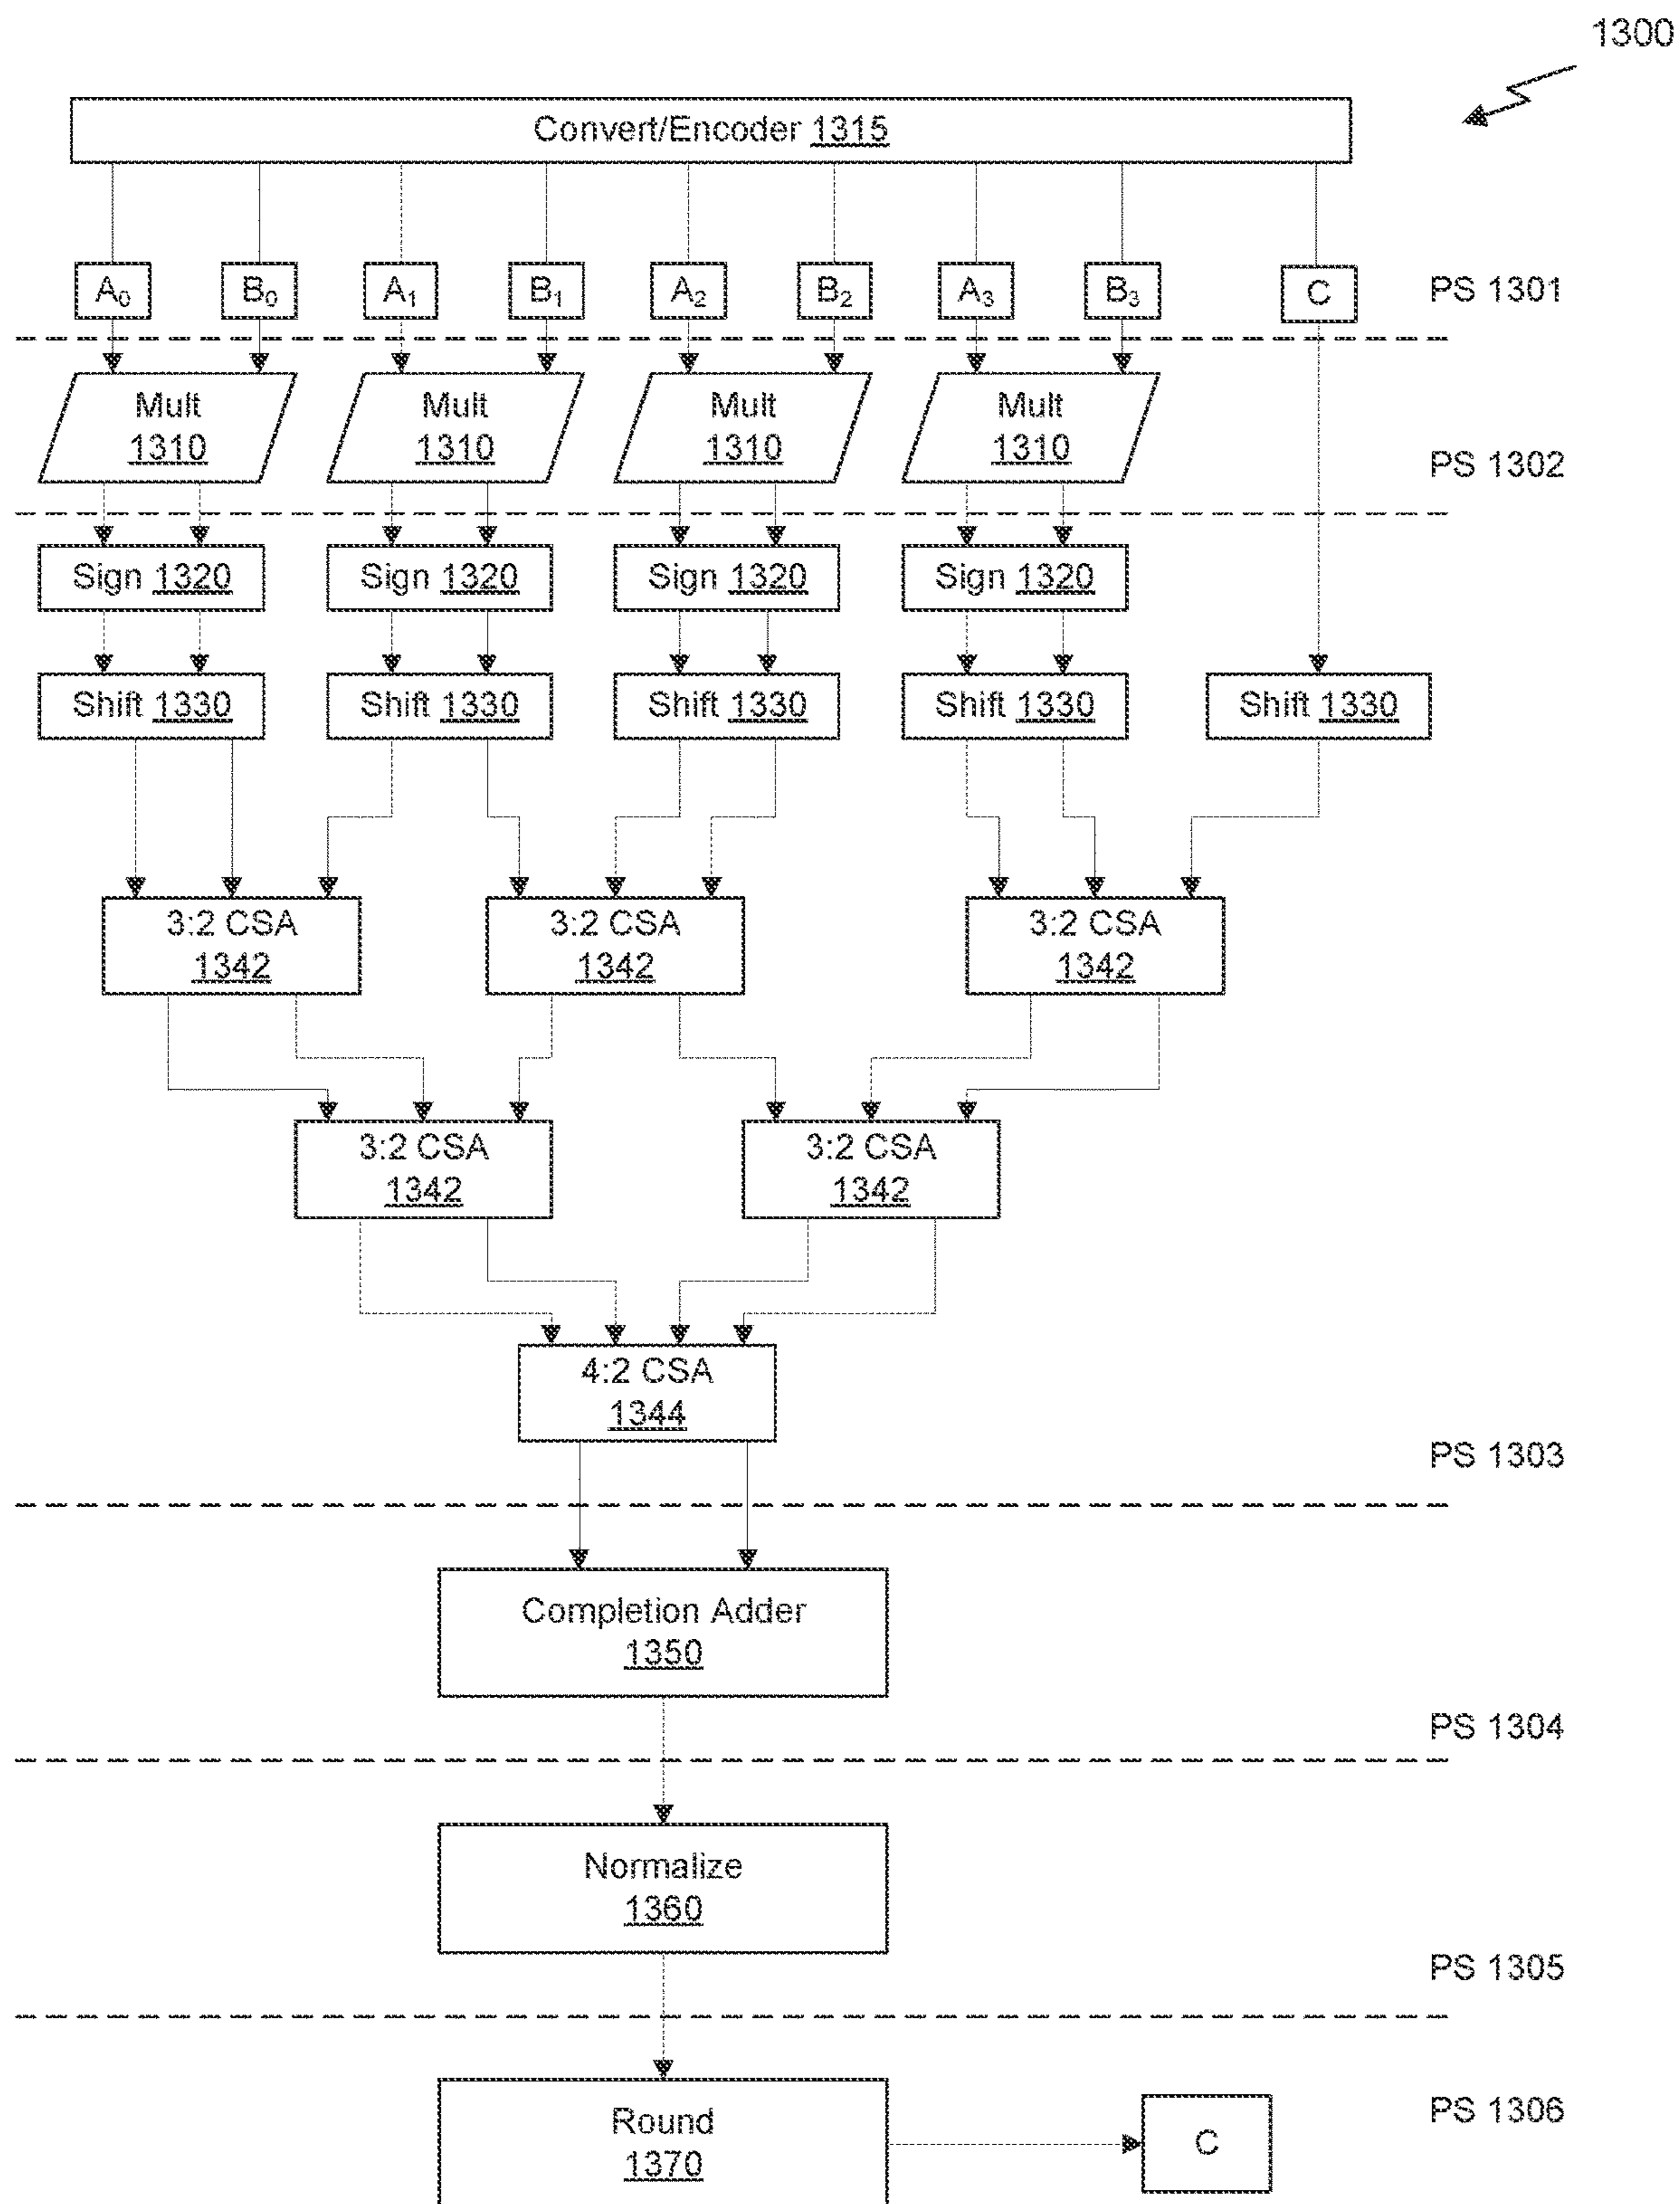 1300
Convert/Encoder 1315
A₀ B₀ A₁ B₁ A₂ B₂ A₃ B₃ C PS 1301
Mult Mult Mult Mult
1310 1310 1310 1310
PS 1302
Sign 1320 Sign 1320 Sign 1320 Sign 1320
Shift 1330 Shift 1330 Shift 1330 Shift 1330 Shift 1330
3:2 CSA 3:2 CSA 3:2 CSA
1342 1342 1342
3:2 CSA 3:2 CSA
1342 1342
4:2 CSA
1344
PS 1303
Completion Adder
1350
PS 1304
Normalize
1360
PS 1305
PS 1306
Round
C
1370